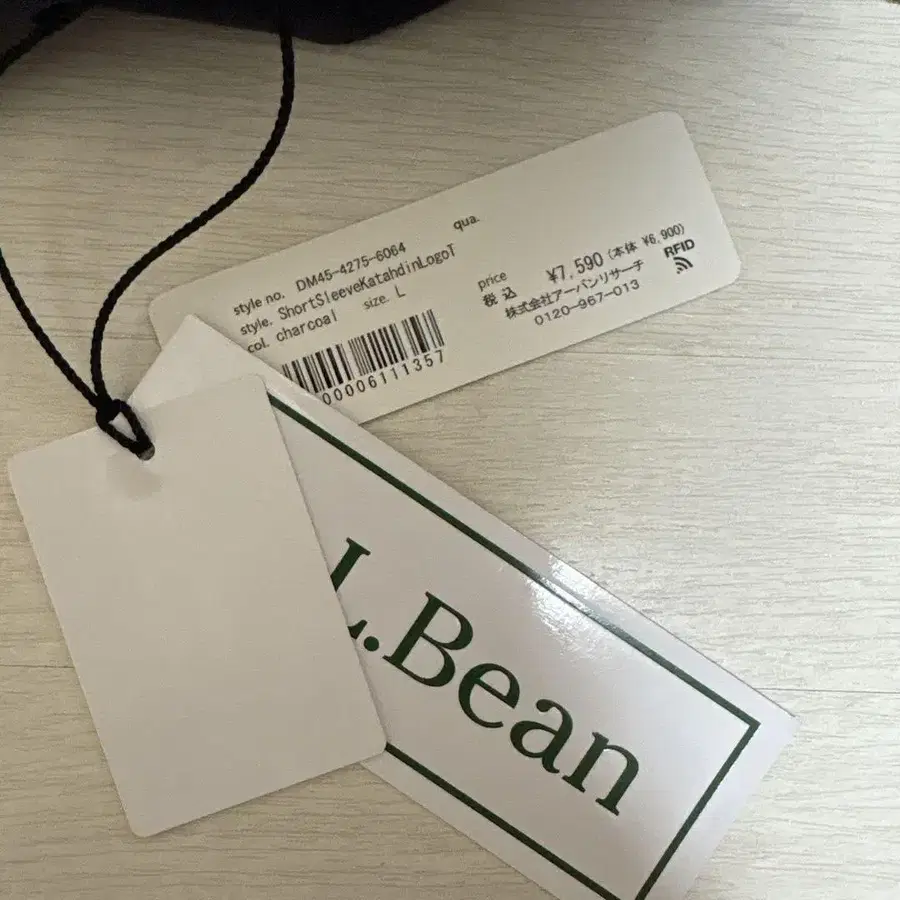 style no. DM45-4275-6064
style. ShortSleeveKatahdinLogoT
col. charcoal size. L
qua.
00006111357
price
税込 ¥7,590 (本体 ¥6,900)
株式会社アーバンリサーチ
0120-967-013
RFID
L.Bean